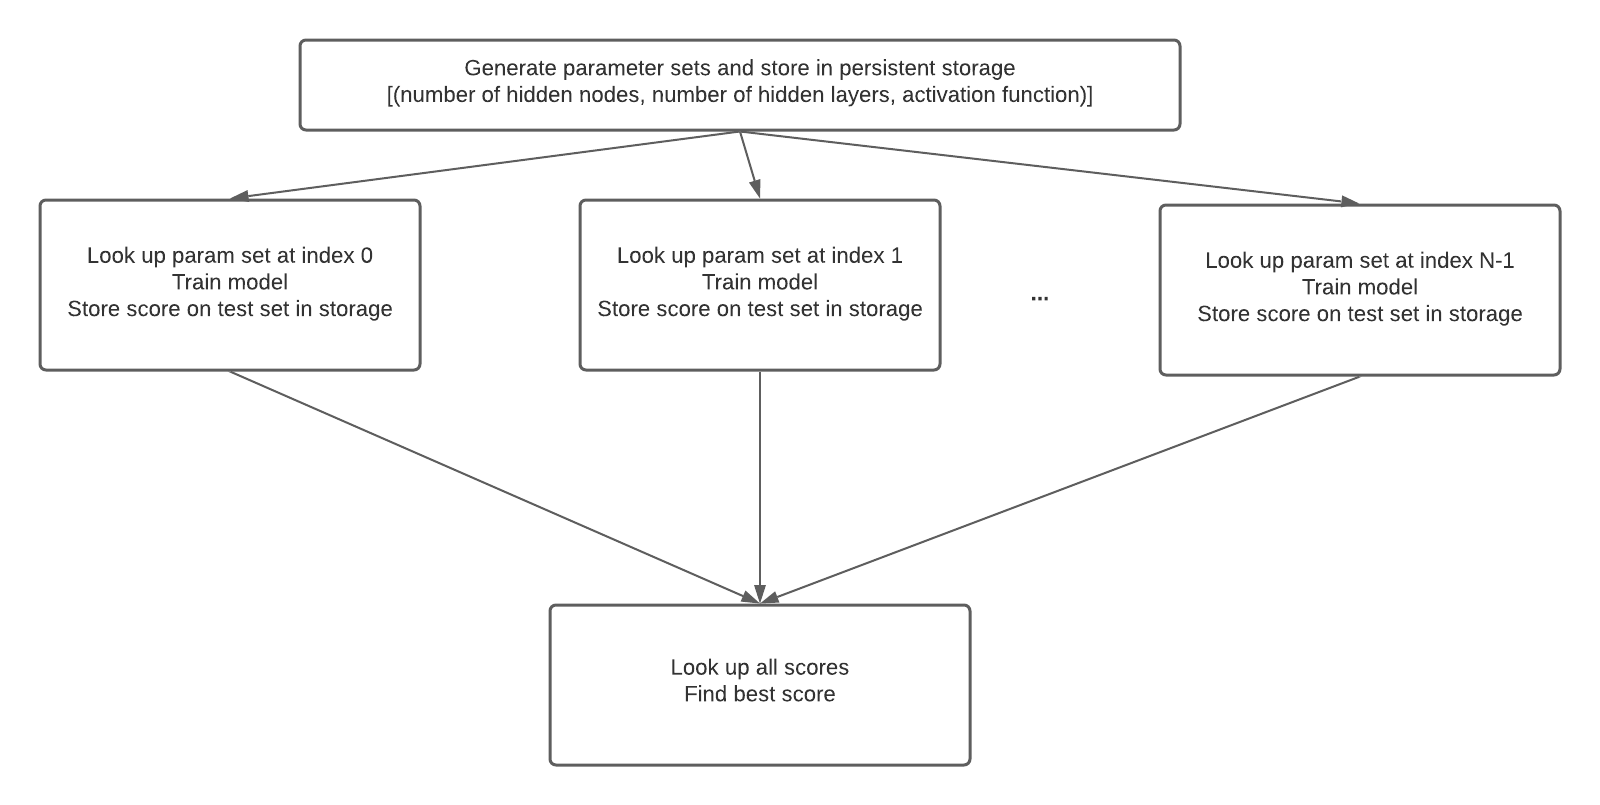 Generate parameter sets and store in persistent storage
[(number of hidden nodes, number of hidden layers, activation function)]
Look up param set at index 0
Train model
Store score on test set in storage
Look up param set at index 1
Train model
Store score on test set in storage
...
Look up param set at index N-1
Train model
Store score on test set in storage
Look up all scores
Find best score